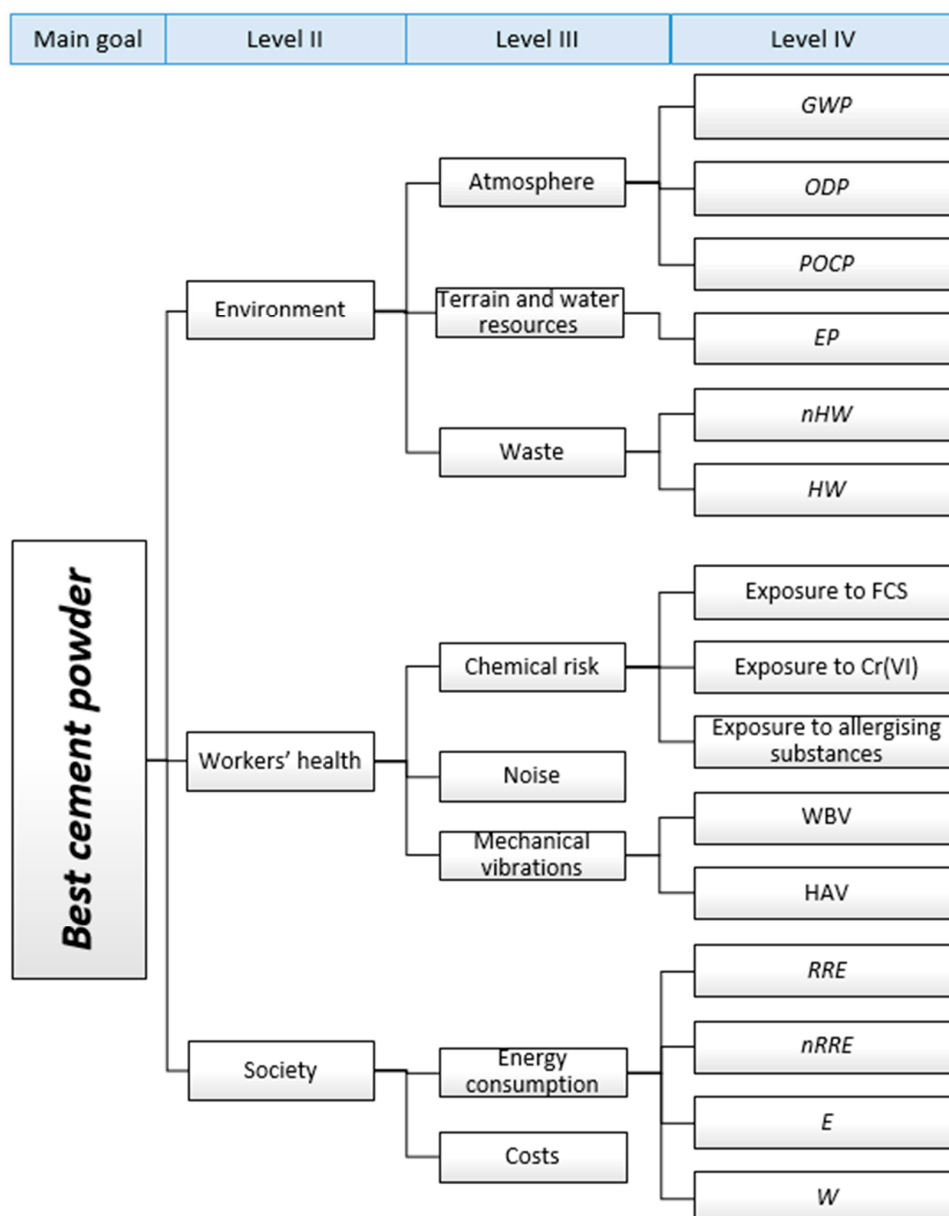 Main goal
Level II
Level III
Level IV
GWP
Atmosphere
ODP
POCP
Environment
Terrain and water
resources
EP
nHW
Waste
HW
Best cement powder
Exposure to FCS
Chemical risk
Exposure to Cr(VI)
Exposure to allergising
substances
Workers’ health
Noise
WBV
Mechanical
vibrations
HAV
RRE
nRRE
Society
Energy
consumption
E
Costs
W